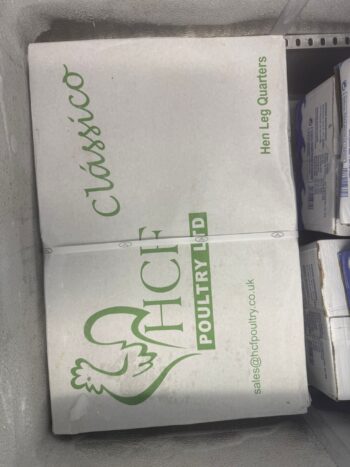 clássico
HCF
POULTRY LTD
Hen Leg Quarters
sales@hcfpoultry.co.uk